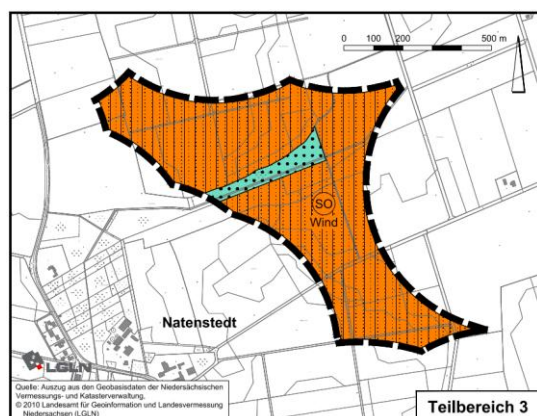 0 100 200 500 m
SO
Wind
Natenstedt
LGLN
Quelle: Auszug aus den Geobasisdaten der Niedersächsischen
Vermessungs- und Katasterverwaltung,
© 2010 Landesamt für Geoinformation und Landesvermessung
Niedersachsen (LGLN)
Teilbereich 3